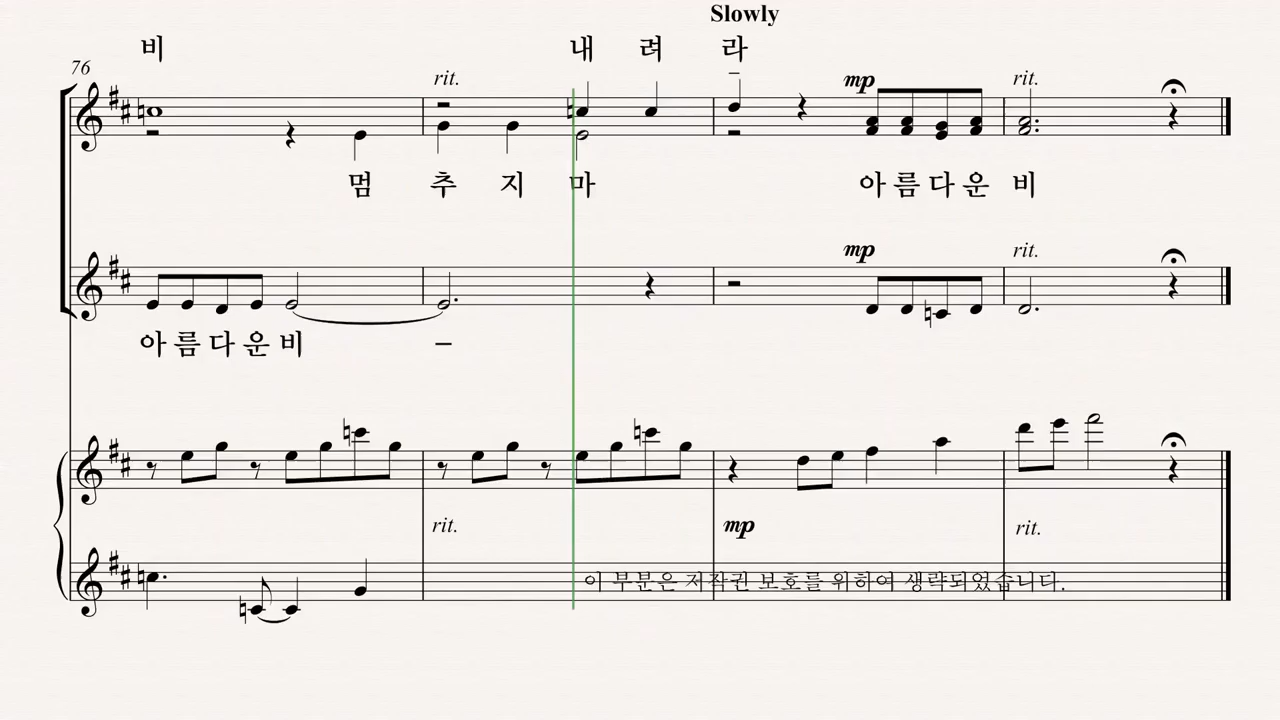 Slowly
비 내 려 라
76
rit. mp rit.
멈 추 지 마 아 름 다 운 비
mp rit.
아 름 다 운 비 –
rit. mp rit.
이 부분은 저작권 보호를 위하여 생략되었습니다.